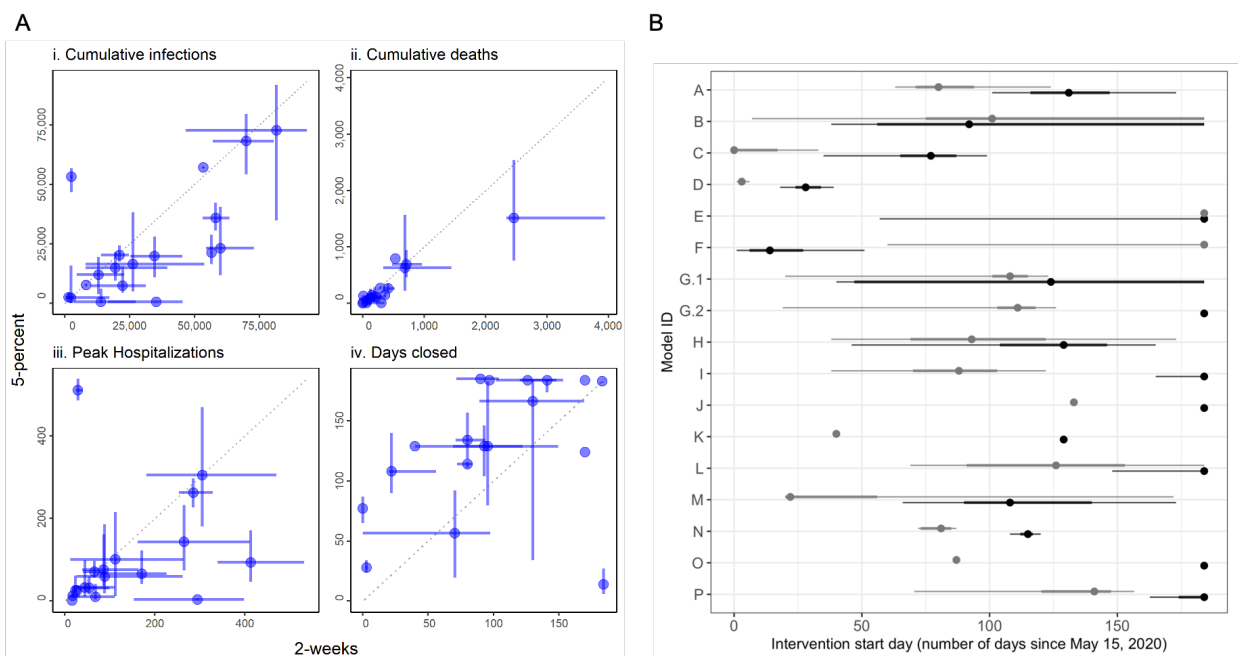 A
i. Cumulative infections
ii. Cumulative deaths
75,000
50,000
25,000
0
0 25,000 50,000 75,000
4,000
3,000
2,000
1,000
0
0 1,000 2,000 3,000 4,000
iii. Peak Hospitalizations
iv. Days closed
400
200
0
0 200 400
150
100
50
0
0 50 100 150
5-percent
2-weeks
B
A
B
C
D
E
F
G.1
G.2
H
I
J
K
L
M
N
O
P
Model ID
0 50 100 150
Intervention start day (number of days since May 15, 2020)